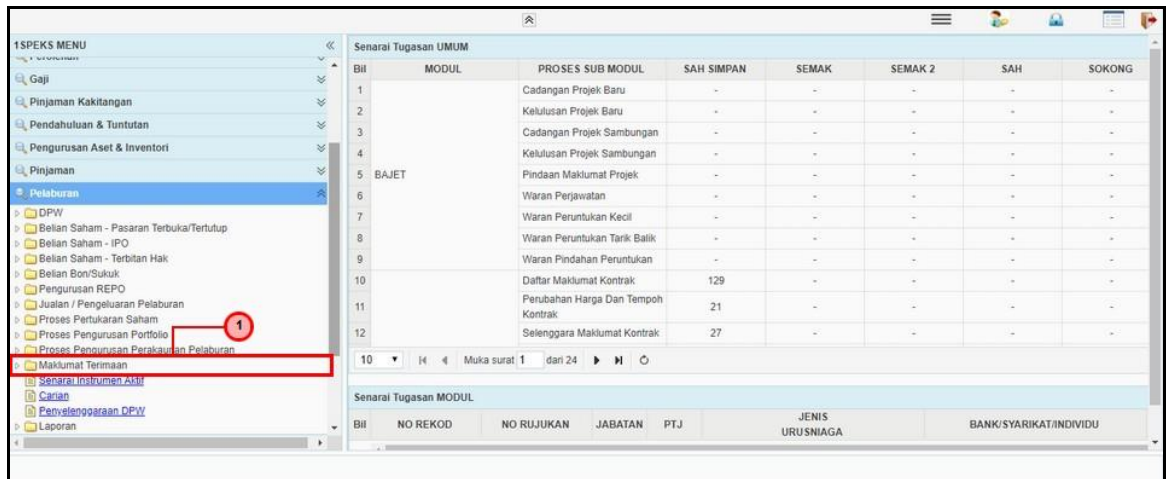 1SPEKS MENU
Perolehan
Gaji
Pinjaman Kakitangan
Pendahuluan & Tuntutan
Pengurusan Aset & Inventori
Pinjaman
Pelaburan
DPW
Belian Saham - Pasaran Terbuka/Tertutup
Belian Saham - IPO
Belian Saham - Terbitan Hak
Belian Bon/Sukuk
Pengurusan REPO
Jualan / Pengeluaran Pelaburan
Proses Pertukaran Saham
Proses Pengurusan Portfolio
1
Proses Pengurusan Perakaunan Pelaburan
Maklumat Terimaan
Senarai Instrumen Aktif
Carian
Penyelenggaraan DPW
Laporan
Senarai Tugasan UMUM
Bil MODUL PROSES SUB MODUL SAH SIMPAN SEMAK SEMAK 2 SAH SOKONG
1 Cadangan Projek Baru - - - - -
2 Kelulusan Projek Baru - - - - -
3 Cadangan Projek Sambungan - - - - -
4 Kelulusan Projek Sambungan - - - - -
5 BAJET Pindaan Maklumat Projek - - - - -
6 Waran Perjawatan - - - - -
7 Waran Peruntukan Kecil - - - - -
8 Waran Peruntukan Tarik Balik - - - - -
9 Waran Pindahan Peruntukan - - - - -
10 Daftar Maklumat Kontrak 129 - - - -
11 Perubahan Harga Dan Tempoh Kontrak 21 - - - -
12 Selenggara Maklumat Kontrak 27 - - - -
10 Muka surat 1 dari 24
Senarai Tugasan MODUL
Bil NO REKOD NO RUJUKAN JABATAN PTJ JENIS URUSNIAGA BANK/SYARIKAT/INDIVIDU